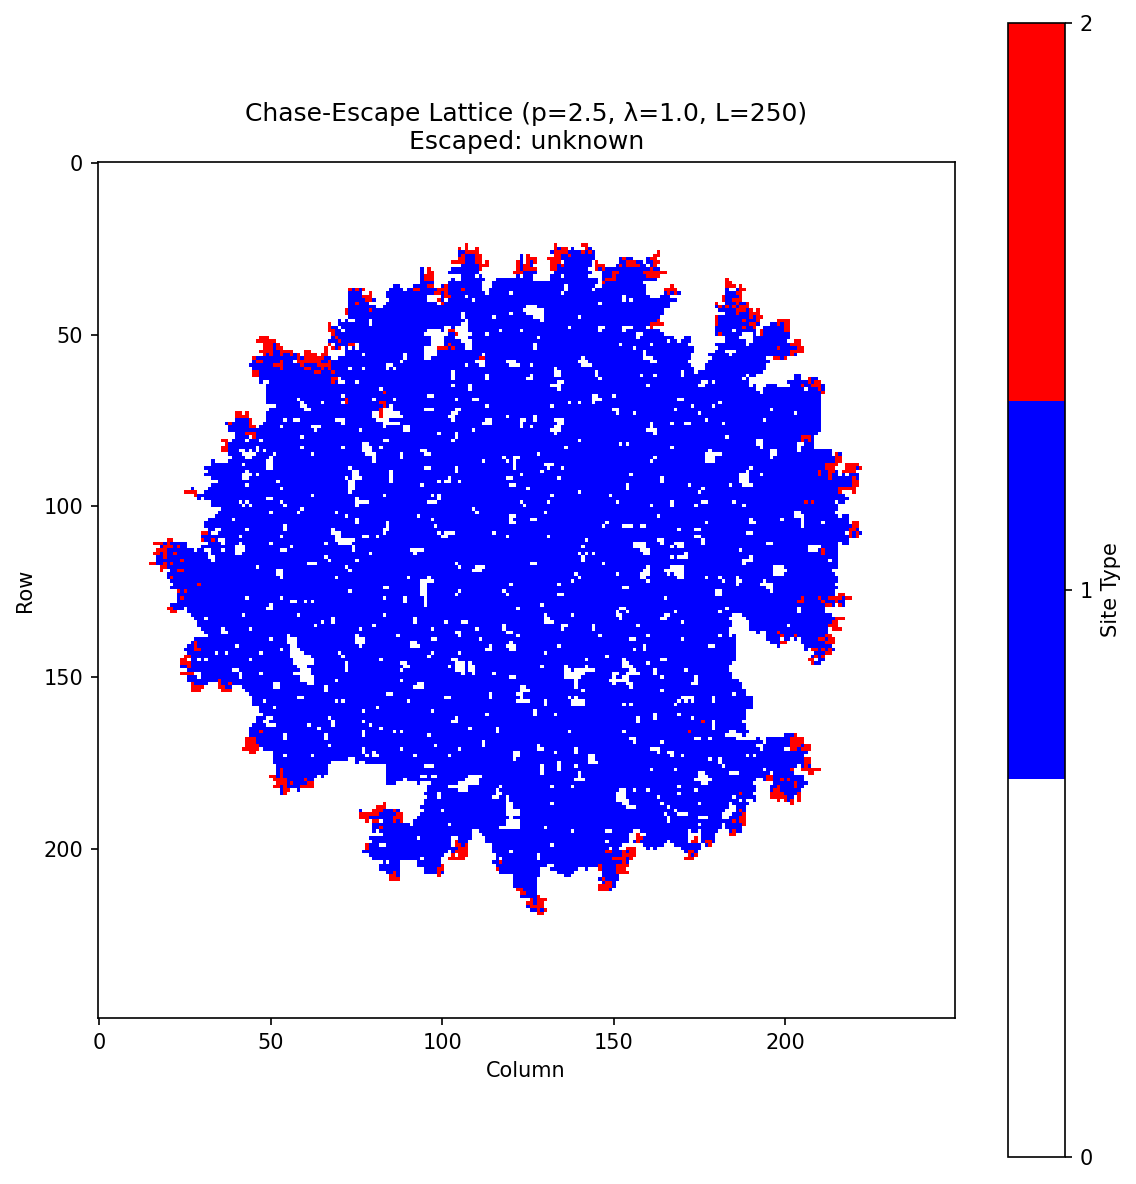 Chase-Escape Lattice (p=2.5, λ=1.0, L=250)
Escaped: unknown
0
50
100
150
200
Row
0
50
100
150
200
Column
2
1
0
Site Type